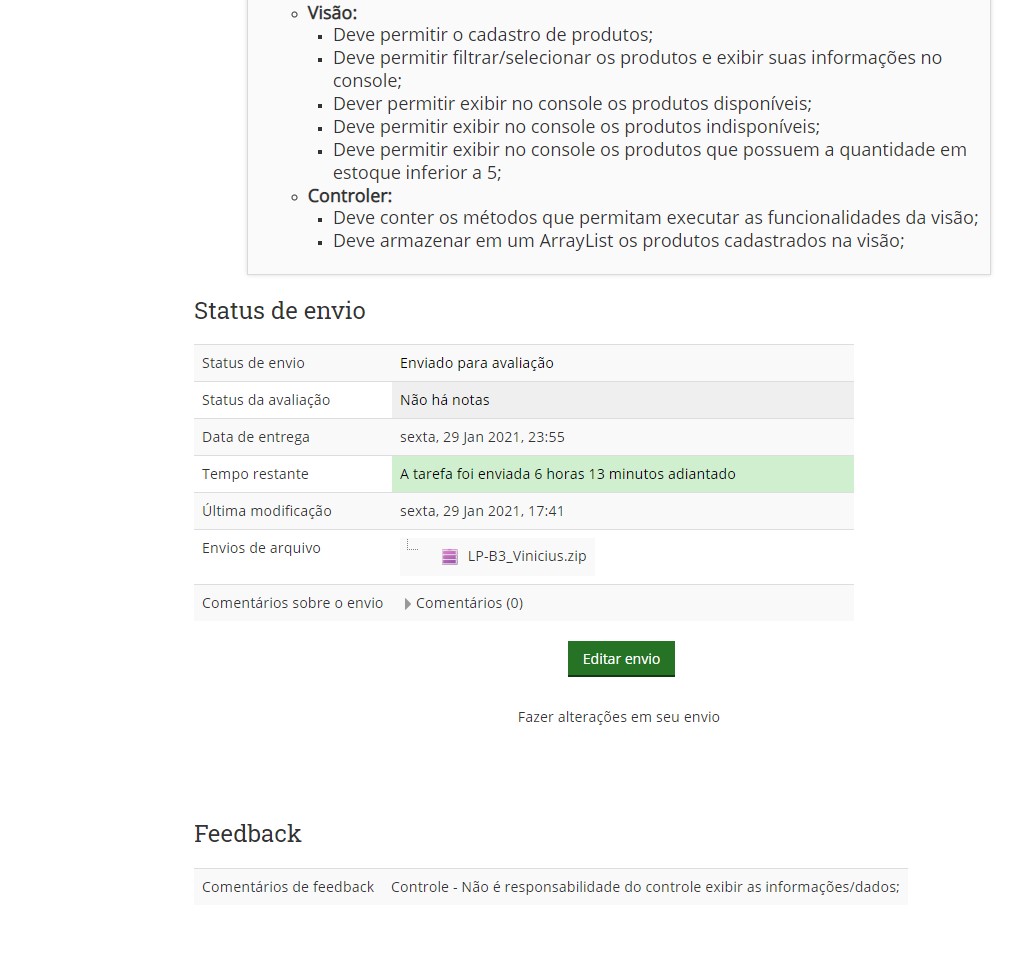 Visão:
Deve permitir o cadastro de produtos;
Deve permitir filtrar/selecionar os produtos e exibir suas informações no
console;
Dever permitir exibir no console os produtos disponíveis;
Deve permitir exibir no console os produtos indisponíveis;
Deve permitir exibir no console os produtos que possuem a quantidade em
estoque inferior a 5;
Controler:
Deve conter os métodos que permitam executar as funcionalidades da visão;
Deve armazenar em um ArrayList os produtos cadastrados na visão;
Status de envio
Status de envio Enviado para avaliação
Status da avaliação Não há notas
Data de entrega sexta, 29 Jan 2021, 23:55
Tempo restante A tarefa foi enviada 6 horas 13 minutos adiantado
Última modificação sexta, 29 Jan 2021, 17:41
Envios de arquivo LP-B3_Vinicius.zip
Comentários sobre o envio Comentários (0)
Editar envio
Fazer alterações em seu envio
Feedback
Comentários de feedback Controle - Não é responsabilidade do controle exibir as informações/dados;